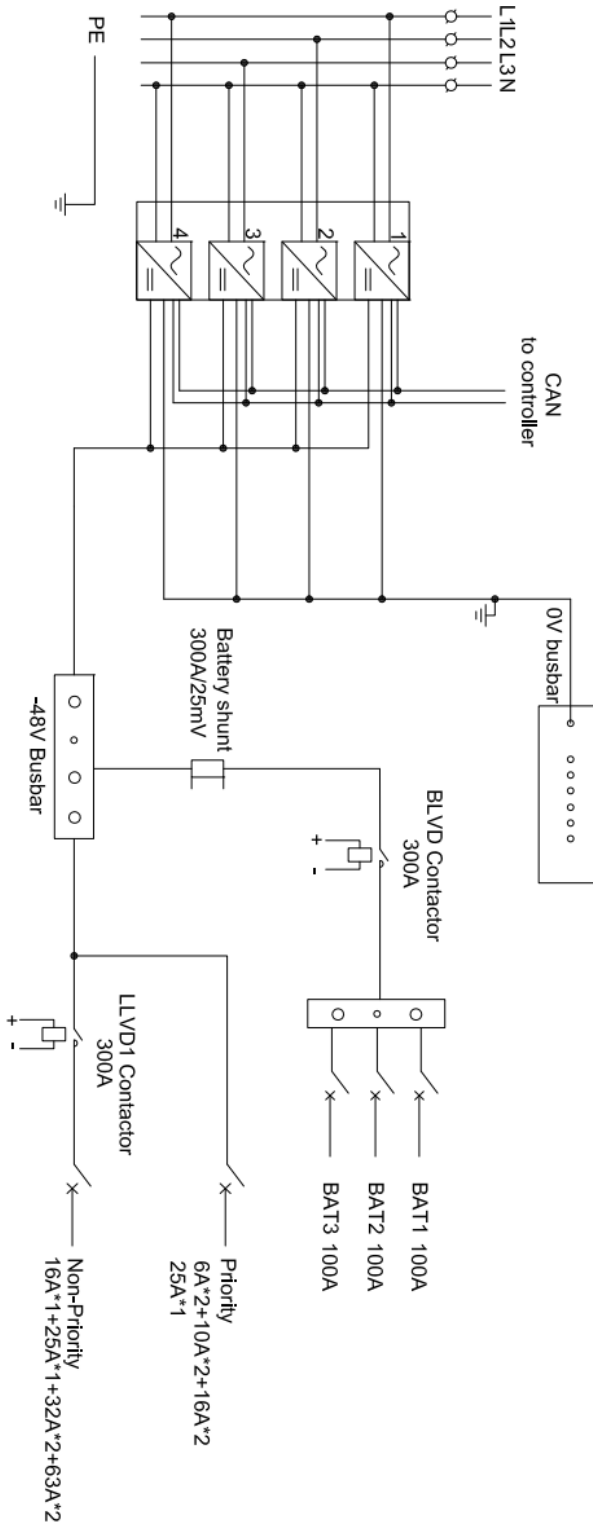 L1L2L3N
PE
1
2
3
4
CAN
to controller
0V busbar
Battery shunt
300A/25mV
-48V Busbar
BLVD Contactor
300A
+
-
LLVD1 Contactor
300A
+
-
BAT1 100A
BAT2 100A
BAT3 100A
Priority
6A*2+10A*2+16A*2
25A*1
Non-Priority
16A*1+25A*1+32A*2+63A*2